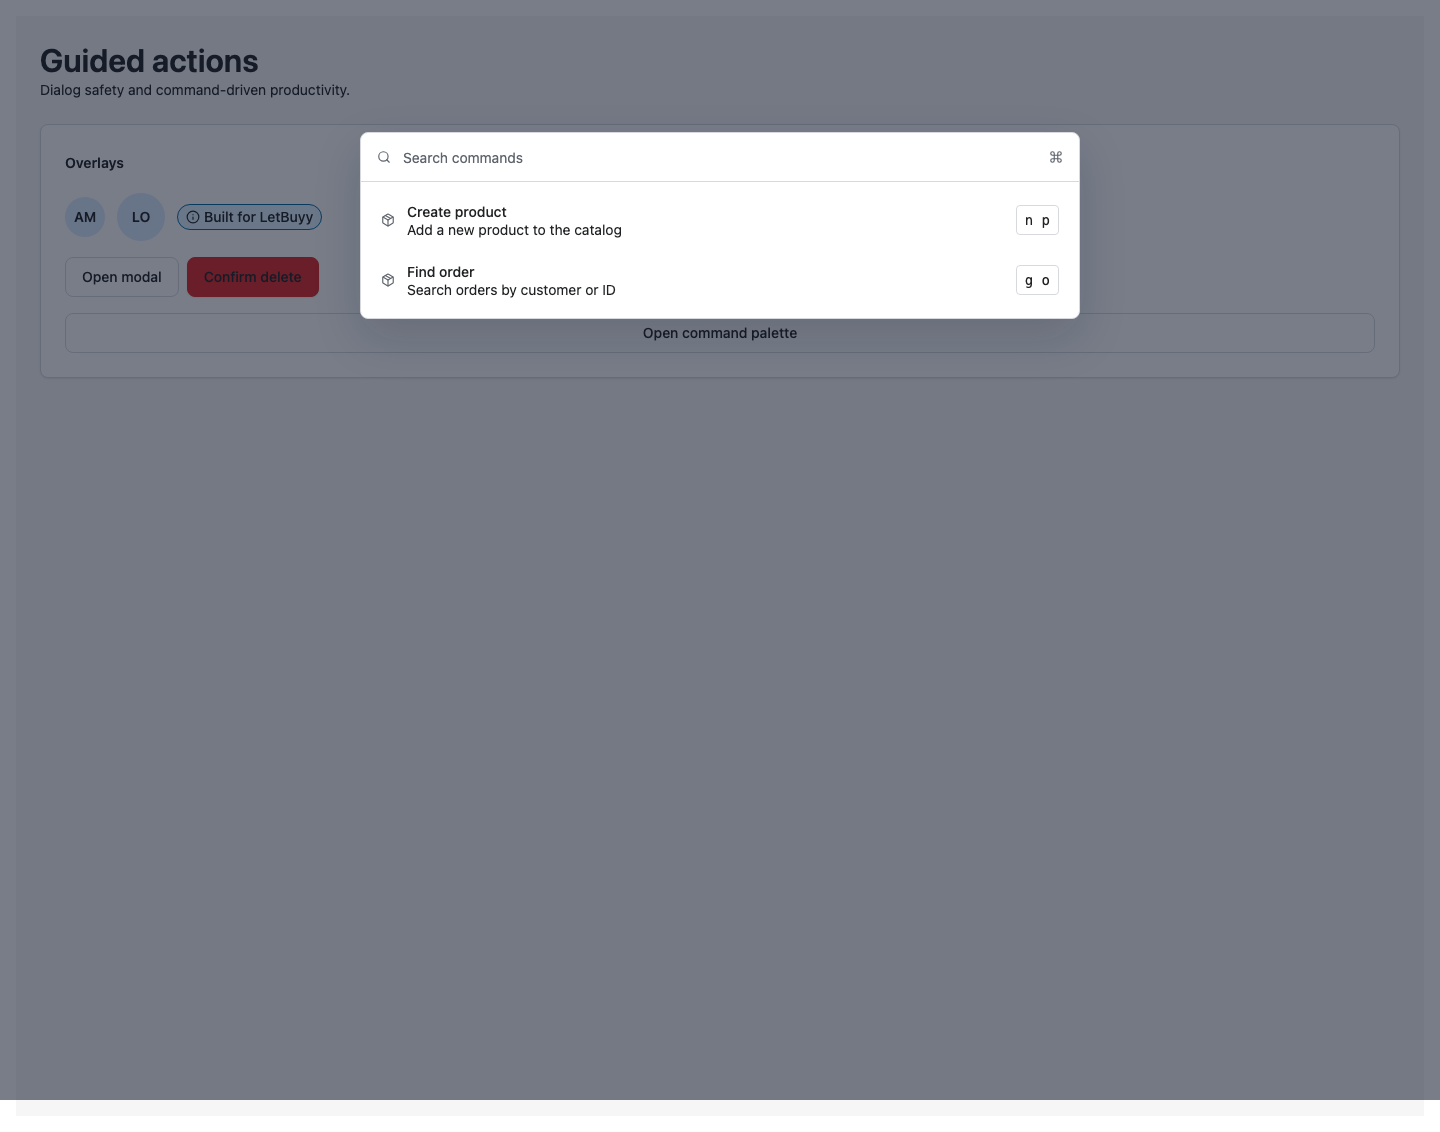 Guided actions
Dialog safety and command-driven productivity.
Overlays
AM
LO
Built for LetBuyy
Open modal
Confirm delete
Open command palette
Search commands
⌘
Create product
Add a new product to the catalog
n p
Find order
Search orders by customer or ID
g o